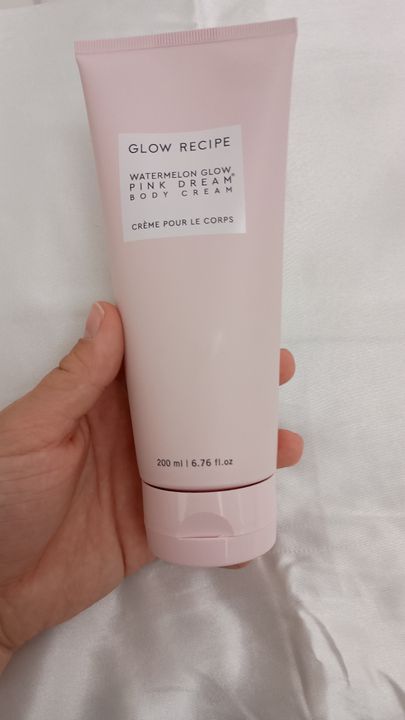 GLOW RECIPE
WATERMELON GLOW
PINK DREAM®
BODY CREAM
CRÈME POUR LE CORPS
200 ml | 6.76 fl.oz